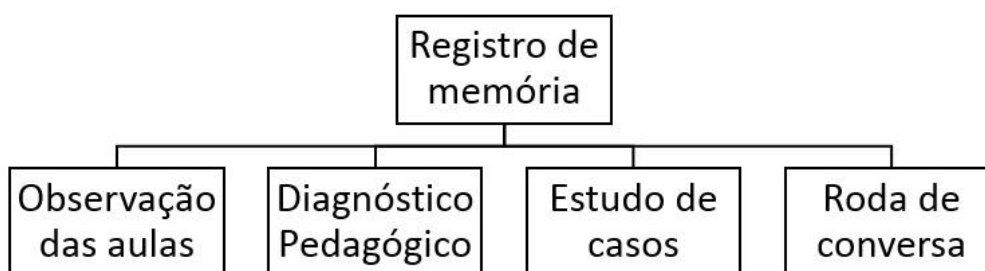 Registro de
memória
Observação
das aulas
Diagnóstico
Pedagógico
Estudo de
casos
Roda de
conversa